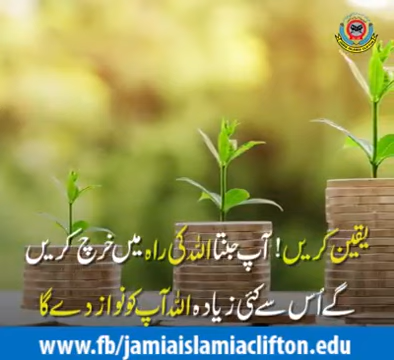 یقین کریں! آپ جتنا اللہ کی راہ میں خرچ کریں
گے اُس سے کئی زیادہ اللہ آپ کو نواز دے گا
www.fb/jamiaislamiaclifton.edu